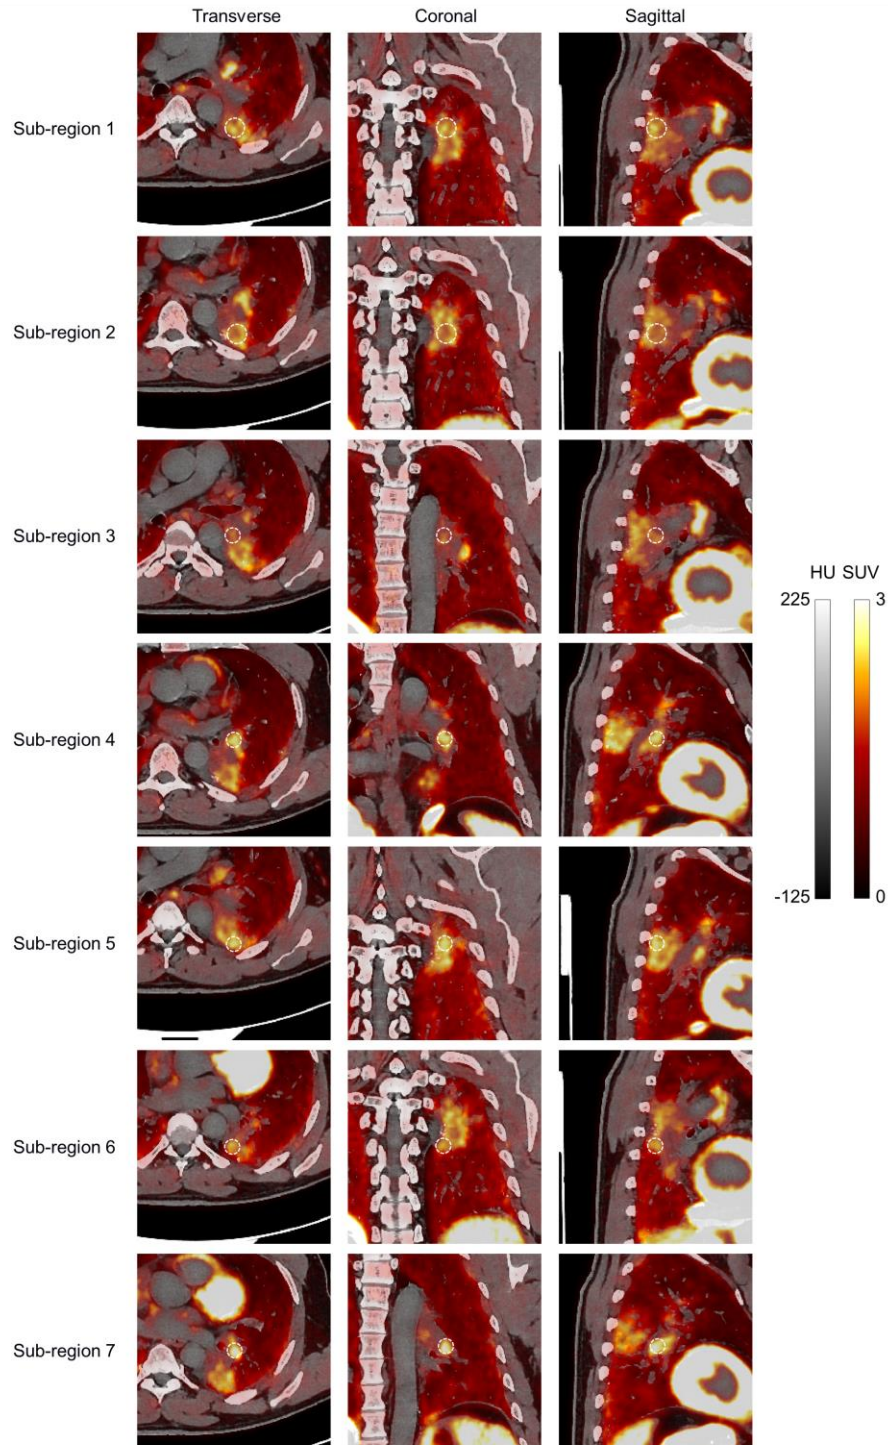 Transverse Coronal Sagittal
Sub-region 1
Sub-region 2
Sub-region 3
HU SUV
225 3
Sub-region 4
-125 0
Sub-region 5
Sub-region 6
Sub-region 7